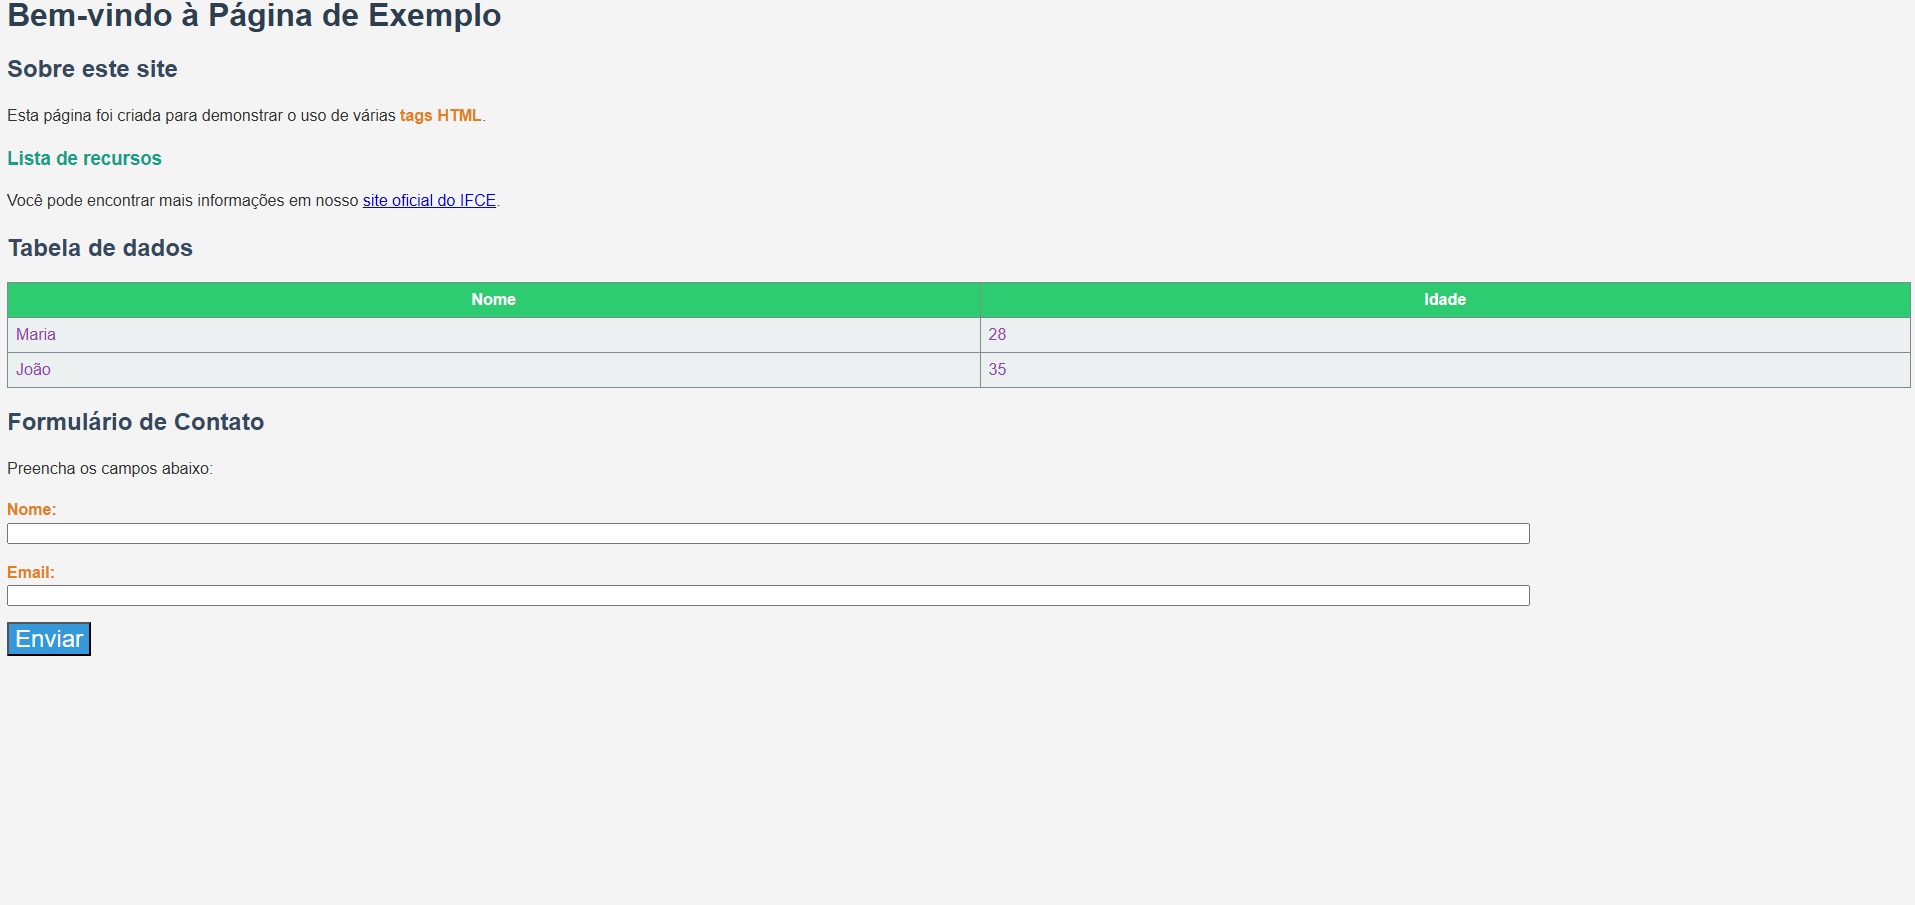 Bem-vindo à Página de Exemplo
Sobre este site
Esta página foi criada para demonstrar o uso de várias tags HTML.
Lista de recursos
Você pode encontrar mais informações em nosso site oficial do IFCE.
Tabela de dados
Nome Idade
Maria 28
João 35
Formulário de Contato
Preencha os campos abaixo:
Nome:
Email:
Enviar